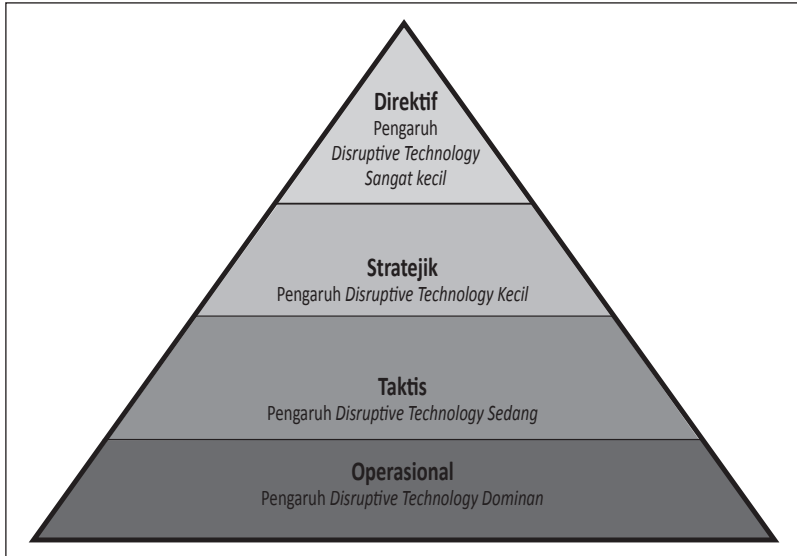 Direktif
Pengaruh
Disruptive Technology
Sangat kecil
Stratejik
Pengaruh Disruptive Technology Kecil
Taktis
Pengaruh Disruptive Technology Sedang
Operasional
Pengaruh Disruptive Technology Dominan